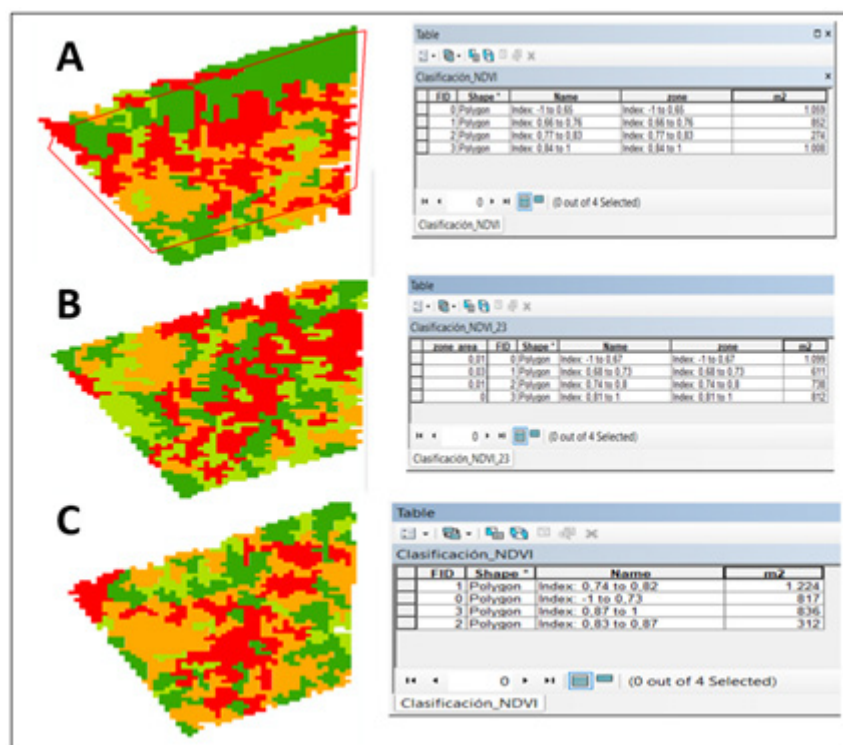 A
Table
Clasificación_NDVI
FID Shape * Name zone m2
0 Polygon Index: -1 to 0,65 Index: -1 to 0,65 1.069
1 Polygon Index: 0,66 to 0,76 Index: 0,66 to 0,76 852
2 Polygon Index: 0,77 to 0,83 Index: 0,77 to 0,83 274
3 Polygon Index: 0,84 to 1 Index: 0,84 to 1 1.008
0 (0 out of 4 Selected)
Clasificación_NDVI
B
Table
Clasificación_NDVI_23
zone_area FID Shape * Name zone m2
0,01 0 Polygon Index: -1 to 0,67 Index: -1 to 0,67 1.099
0,03 1 Polygon Index: 0,68 to 0,73 Index: 0,68 to 0,73 611
0,01 2 Polygon Index: 0,74 to 0,8 Index: 0,74 to 0,8 738
0 3 Polygon Index: 0,81 to 1 Index: 0,81 to 1 812
0 (0 out of 4 Selected)
Clasificación_NDVI_23
C
Table
Clasificación_NDVI
FID Shape * Name m2
1 Polygon Index: 0,74 to 0,82 1.224
0 Polygon Index: -1 to 0,73 817
3 Polygon Index: 0,87 to 1 836
2 Polygon Index: 0,83 to 0,87 312
0 (0 out of 4 Selected)
Clasificación_NDVI